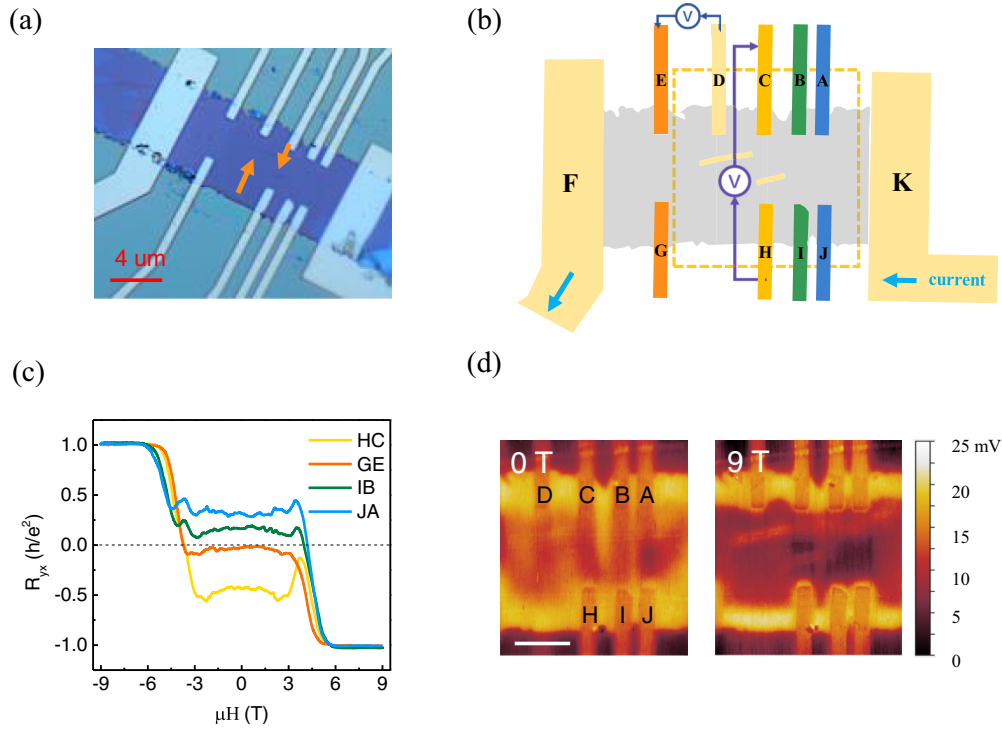 (a)
4 um
(b)
V
E
D
C
B
A
F
V
K
G
H
I
J
current
(c)
R_yx (h/e²)
1.0
0.5
0.0
-0.5
-1.0
HC
GE
IB
JA
-9 -6 -3 0 3 6 9
μH (T)
(d)
0 T
D C B A
H I J
9 T
25 mV
20
15
10
5
0